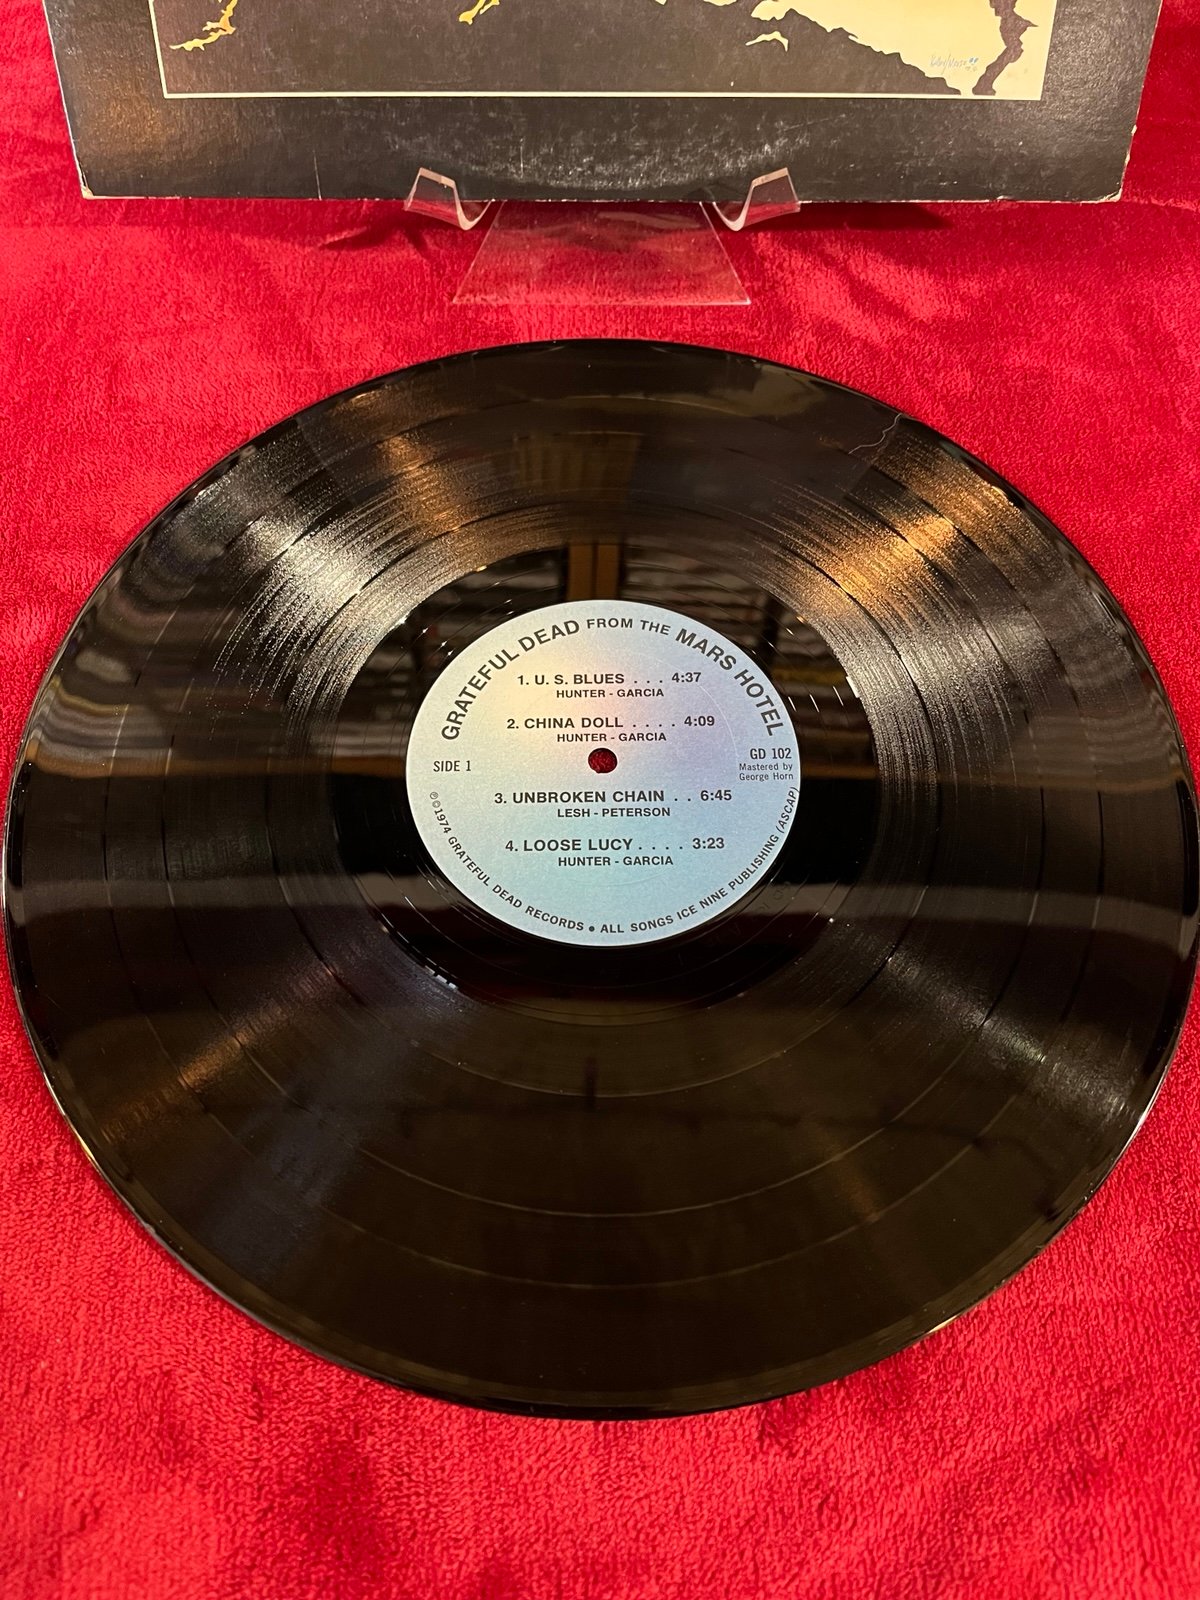 GRATEFUL DEAD FROM THE MARS HOTEL
1. U. S. BLUES . . . 4:37
HUNTER - GARCIA
2. CHINA DOLL . . . . 4:09
HUNTER - GARCIA
SIDE 1
GD 102
Mastered by
George Horn
3. UNBROKEN CHAIN . . 6:45
LESH - PETERSON
4. LOOSE LUCY . . . . 3:23
HUNTER - GARCIA
℗©1974 GRATEFUL DEAD RECORDS ● ALL SONGS ICE NINE PUBLISHING (ASCAP)